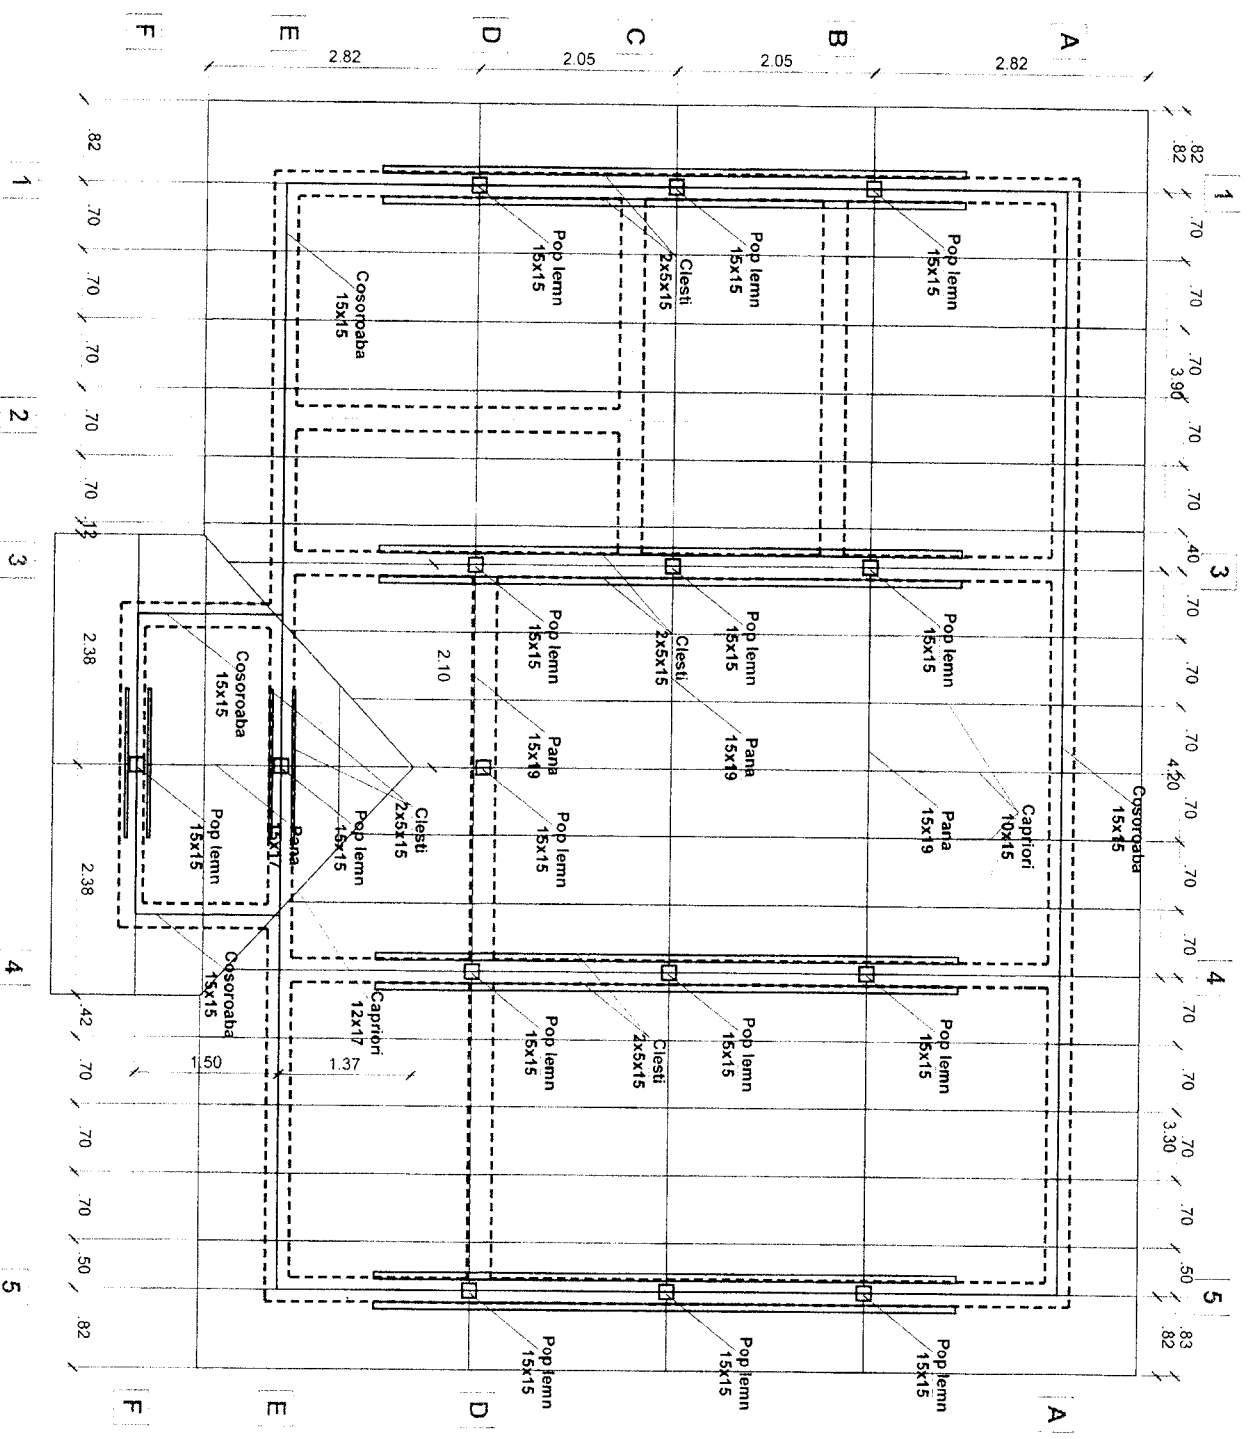 F
E
D
C
B
A
2.82
2.05
2.05
2.82
.82
.82
.82
1
1
.70
.70
.70
.70
.70
.12
.70
.70
.70
3.90
.70
.70
.40
2
3
3
Pop lemn
15x15
Clesti
2x5x15
Pop lemn
15x15
Pop lemn
15x15
Cosoroaba
15x15
Pop lemn
15x15
Clesti
2x5x15
Pop lemn
15x15
Pop lemn
15x15
2.38
2.10
Cosoroaba
15x15
Pana
15x19
Pana
15x19
Pana
15x19
Capriori
10x15
Cosoroaba
15x15
.70
.70
.70
4.20
.70
.70
.70
Pop lemn
15x15
Pana
15x17
Pop lemn
15x15
Clesti
2x5x15
Pop lemn
15x15
2.38
4
4
Cosoroaba
15x15
Capriori
12x17
Pop lemn
15x15
Clesti
2x5x15
Pop lemn
15x15
Pop lemn
15x15
.42
1.50
1.37
.70
.70
.70
.50
.82
.70
.70
.70
3.30
.70
.50
.83
.82
5
5
Pop lemn
15x15
Pop lemn
15x15
Pop lemn
15x15
F
E
D
A